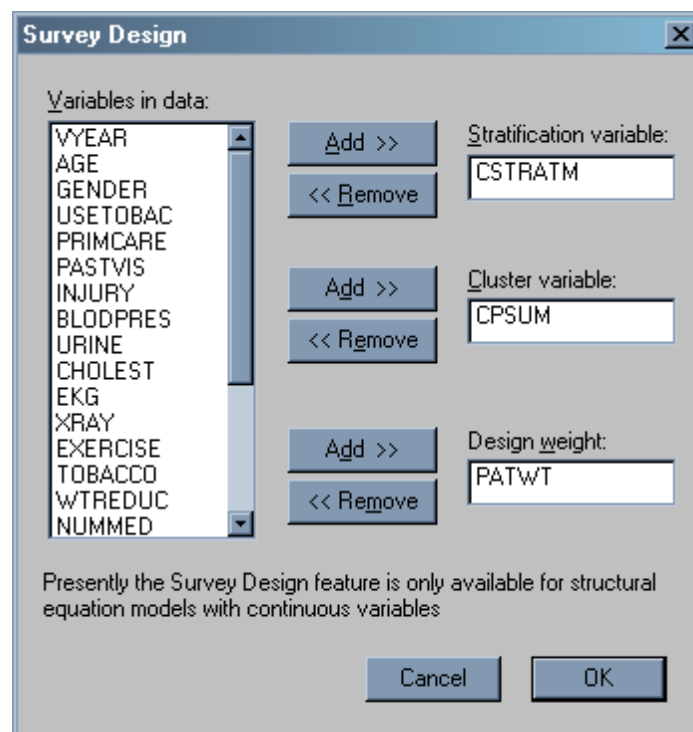 Survey Design
Variables in data:
VYEAR
AGE
GENDER
USETOBAC
PRIMCARE
PASTVIS
INJURY
BLODPRES
URINE
CHOLEST
EKG
XRAY
EXERCISE
TOBACCO
WTREDUC
NUMMED
Add >>
<< Remove
Stratification variable:
CSTRATM
Add >>
<< Remove
Cluster variable:
CPSUM
Add >>
<< Remove
Design weight:
PATWT
Presently the Survey Design feature is only available for structural
equation models with continuous variables
Cancel
OK